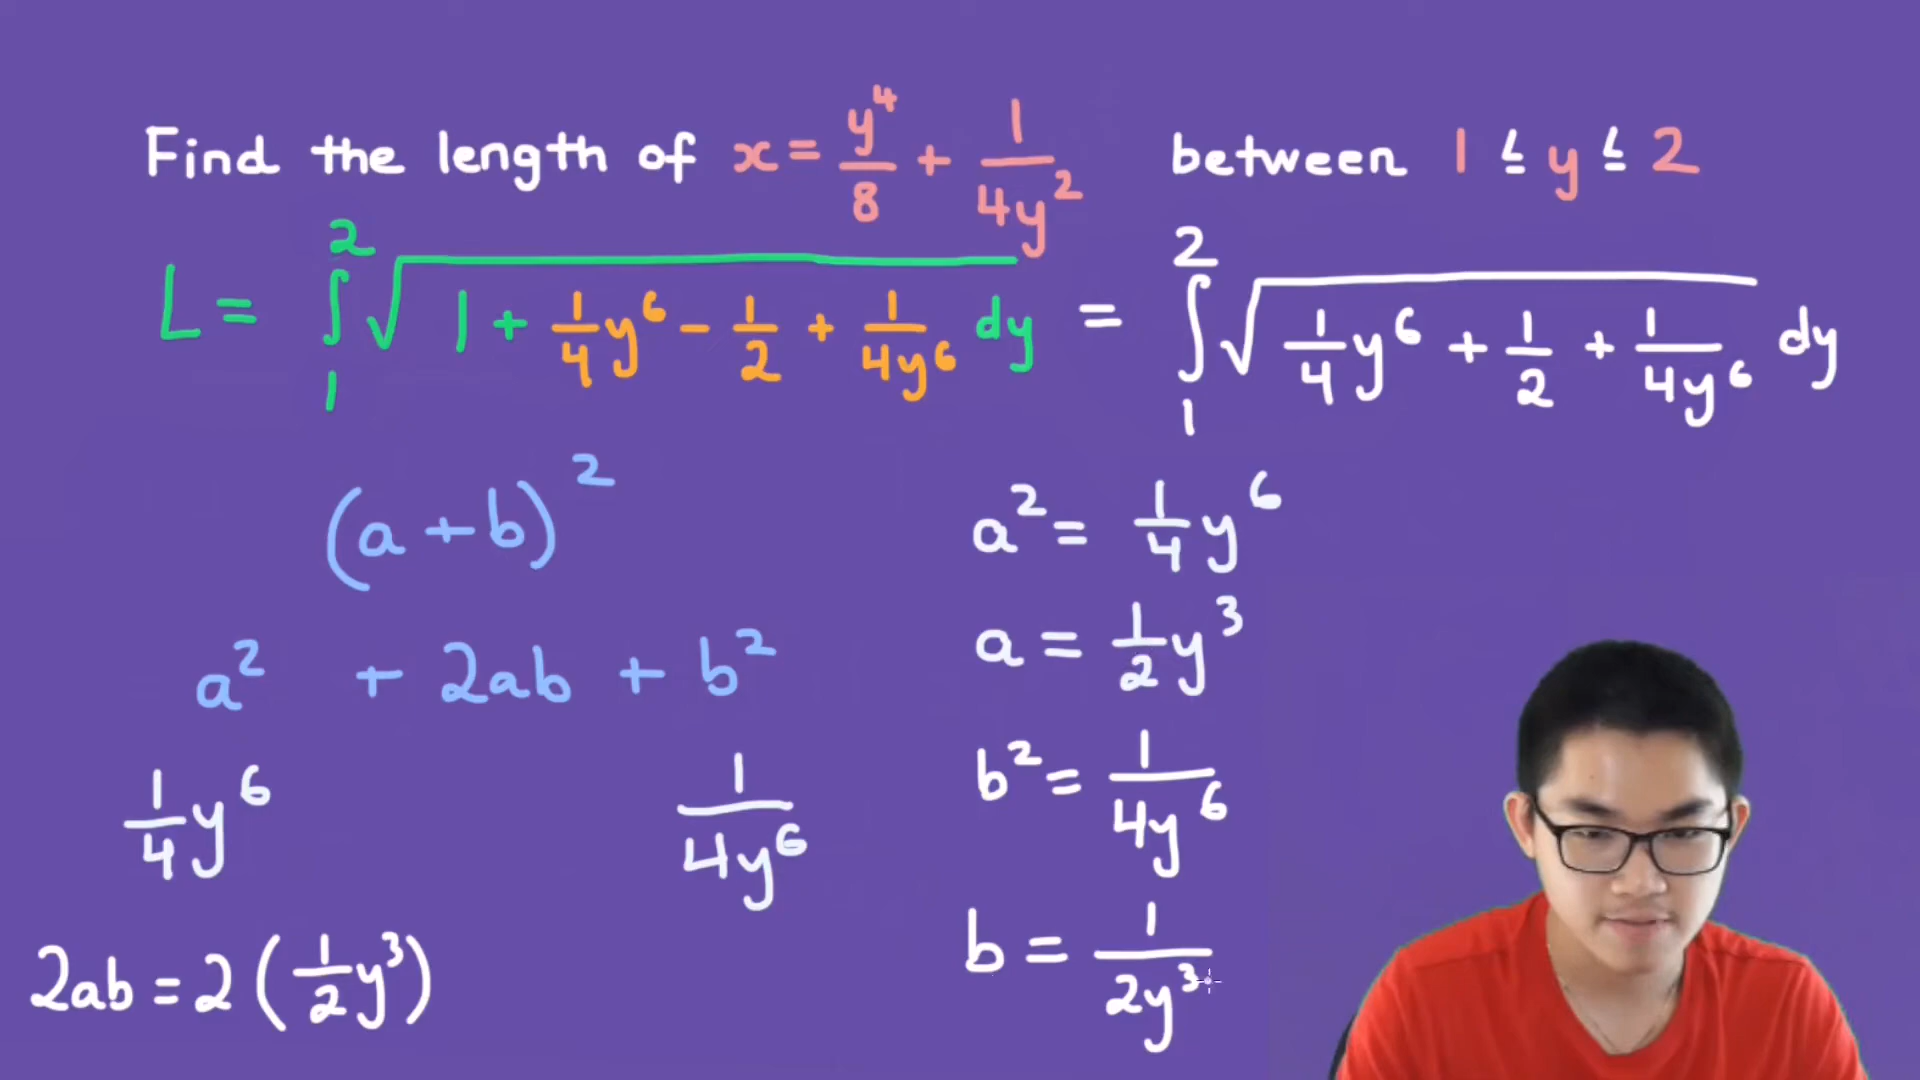 Find the length of x = y⁴/8 + 1/4y² between 1 ≤ y ≤ 2
L = ∫₁² √(1 + 1/4 y⁶ - 1/2 + 1/4y⁶) dy = ∫₁² √(1/4 y⁶ + 1/2 + 1/4y⁶) dy
(a + b)²
a² = 1/4 y⁶
a² + 2ab + b²
a = 1/2 y³
1/4 y⁶ 1/4y⁶
b² = 1/4y⁶
2ab = 2(1/2 y³)
b = 1/2y³